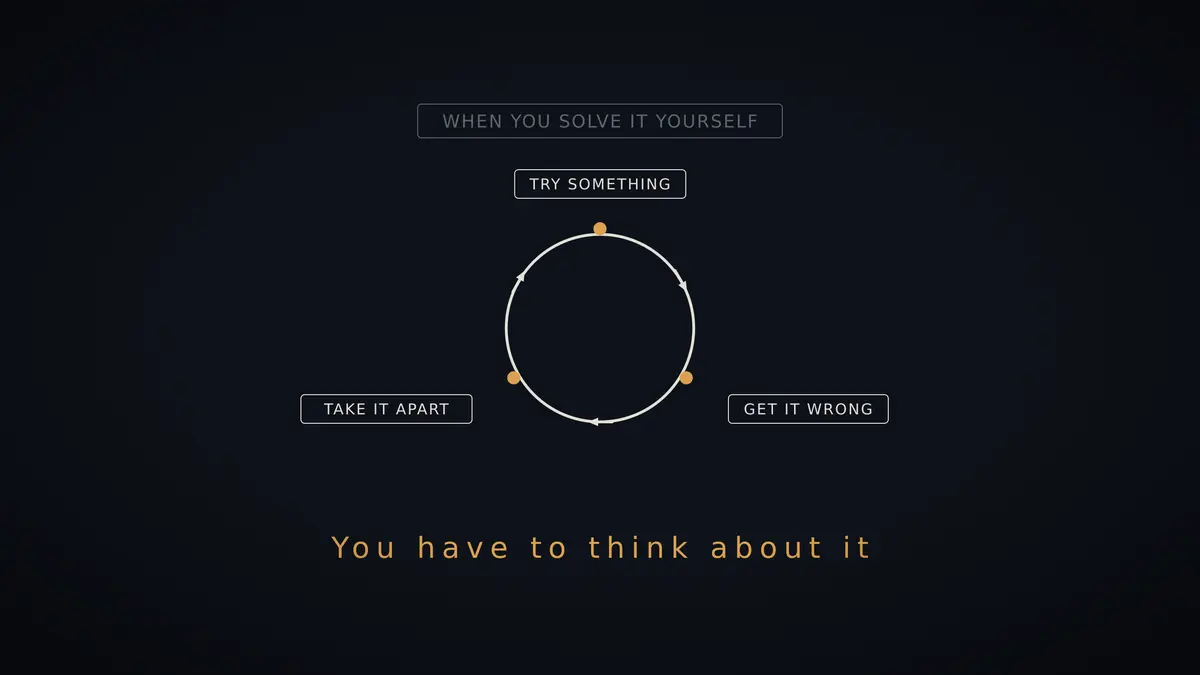 WHEN YOU SOLVE IT YOURSELF
TRY SOMETHING
TAKE IT APART
GET IT WRONG
You have to think about it